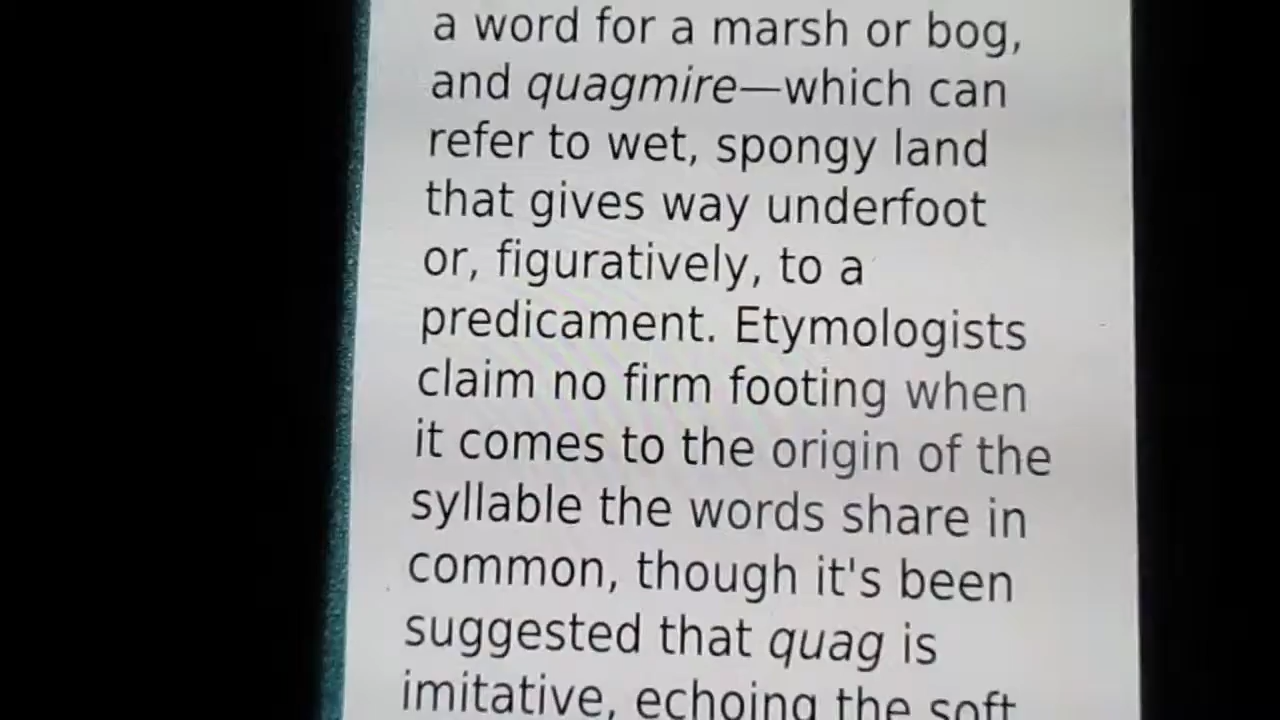 a word for a marsh or bog,
and quagmire—which can
refer to wet, spongy land
that gives way underfoot
or, figuratively, to a
predicament. Etymologists
claim no firm footing when
it comes to the origin of the
syllable the words share in
common, though it's been
suggested that quag is
imitative, echoing the soft